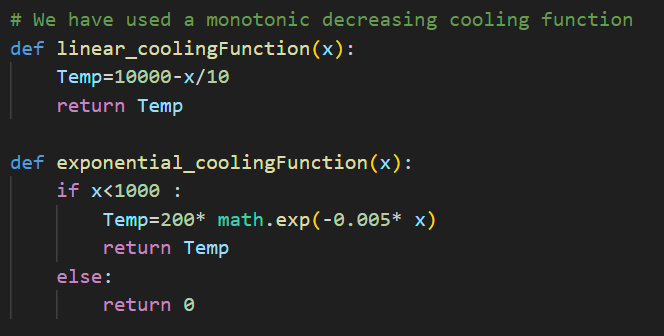 # We have used a monotonic decreasing cooling function
def linear_coolingFunction(x):
    Temp=10000-x/10
    return Temp

def exponential_coolingFunction(x):
    if x<1000 :
        Temp=200* math.exp(-0.005* x)
        return Temp
    else:
        return 0